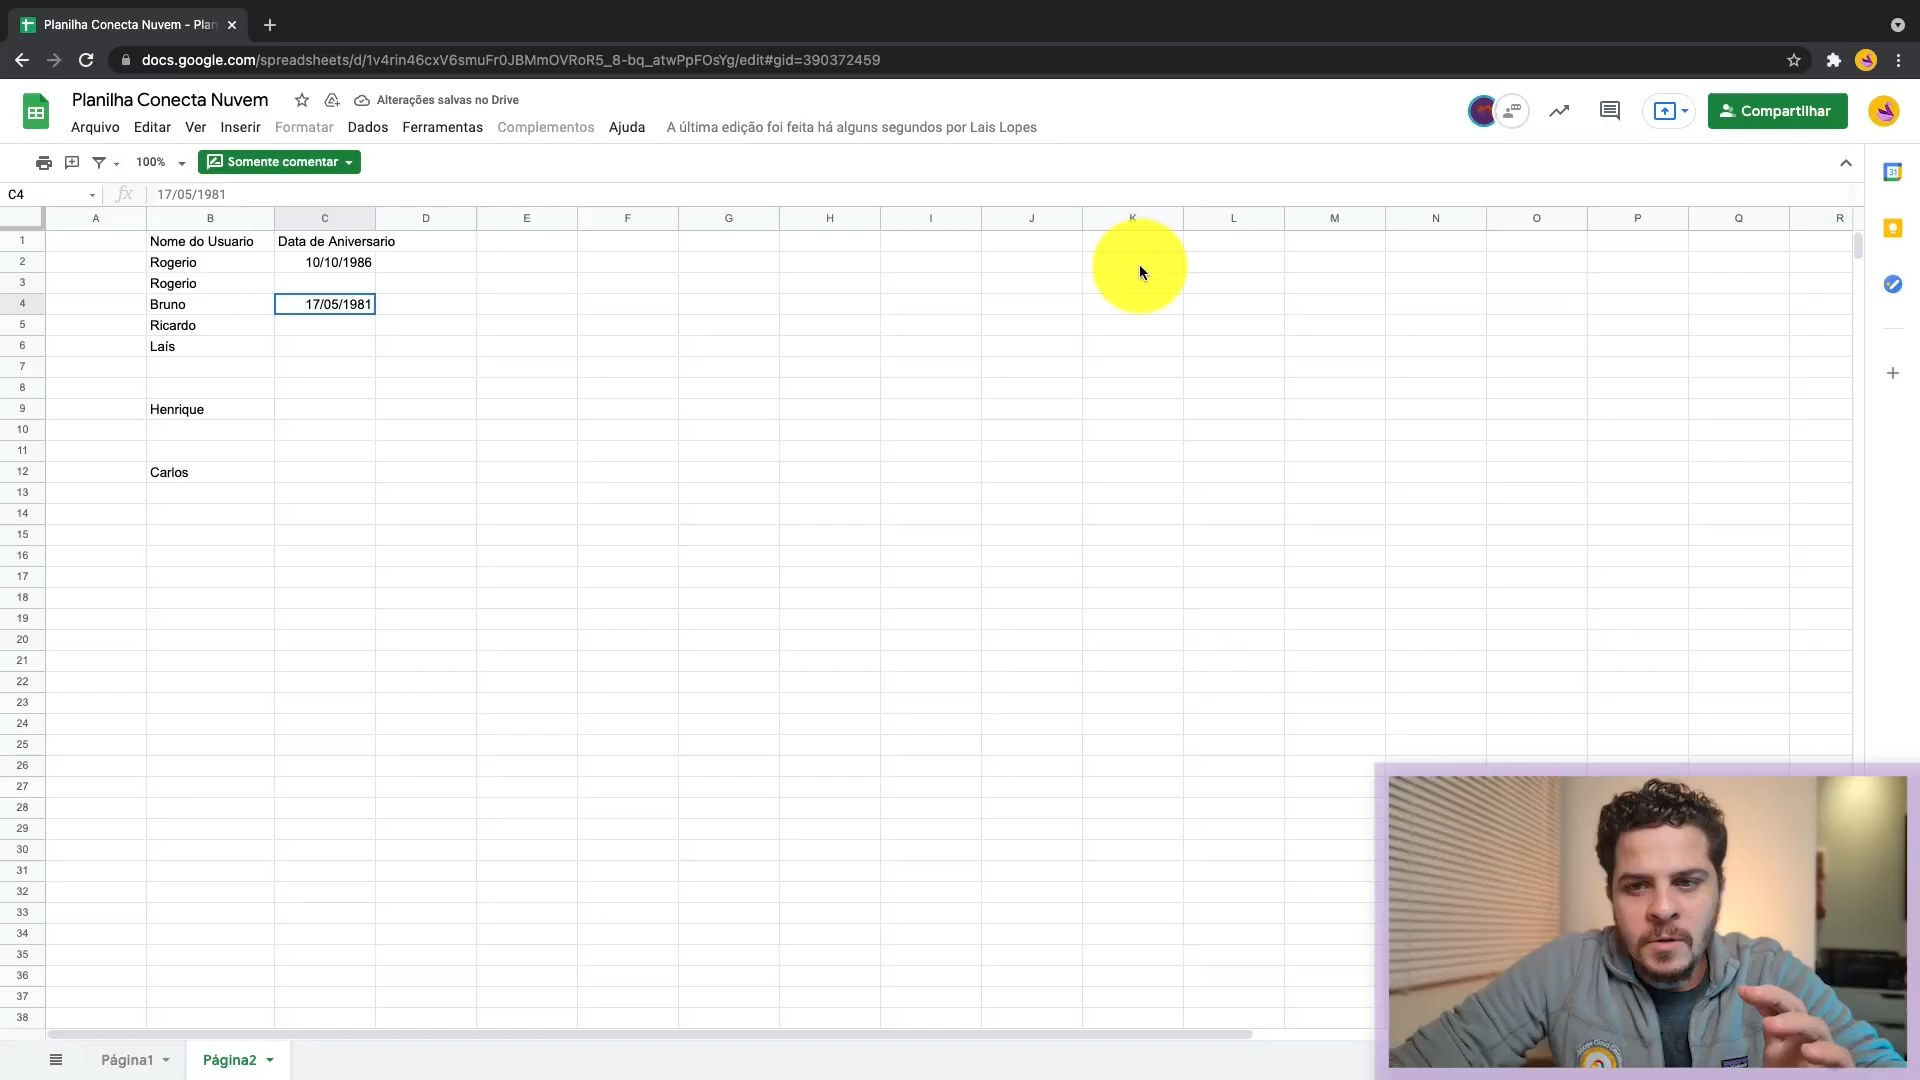 Planilha Conecta Nuvem - Plan
docs.google.com/spreadsheets/d/1v4rin46cxV6smuFr0JBMmOVRoR5_8-bq_atwPpFOsYg/edit#gid=390372459
Planilha Conecta Nuvem
Alterações salvas no Drive
Arquivo Editar Ver Inserir Formatar Dados Ferramentas Complementos Ajuda A última edição foi feita há alguns segundos por Lais Lopes
Compartilhar
100% Somente comentar
31
C4 fx 17/05/1981
A B C D E F G H I J K L M N O P Q R
1 Nome do Usuario Data de Aniversario
2 Rogerio 10/10/1986
3 Rogerio
4 Bruno 17/05/1981
5 Ricardo
6 Laís
7
8
9 Henrique
10
11
12 Carlos
13
14
15
16
17
18
19
20
21
22
23
24
25
26
27
28
29
30
31
32
33
34
35
36
37
38
Página1 Página2